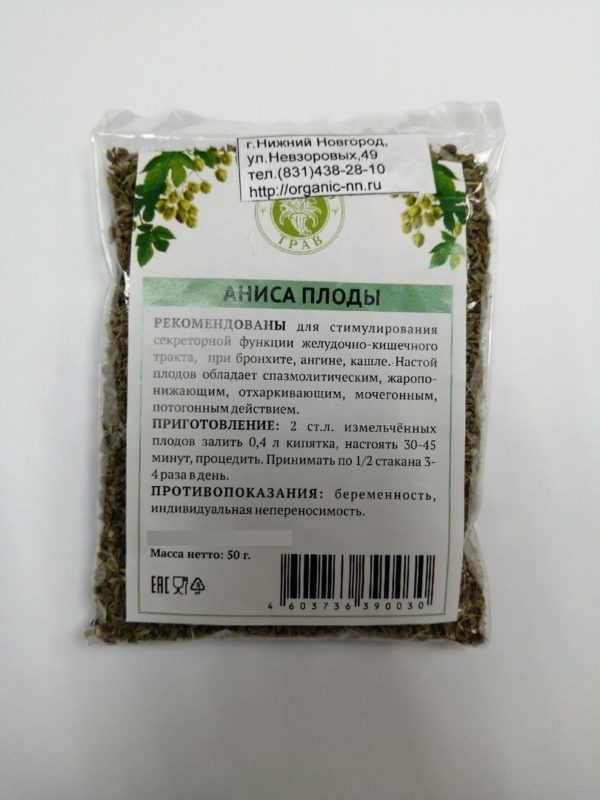 г.Нижний Новгород,
ул.Невзоровых,49
тел.(831)438-28-10
http://organic-nn.ru
ТРАВ
АНИСА ПЛОДЫ
РЕКОМЕНДОВАНЫ для стимулирования
секреторной функции желудочно-кишечного
тракта, при бронхите, ангине, кашле. Настой
плодов обладает спазмолитическим, жаропо-
нижающим, отхаркивающим, мочегонным,
потогонным действием.
ПРИГОТОВЛЕНИЕ: 2 ст.л. измельчённых
плодов залить 0,4 л кипятка, настоять 30-45
минут, процедить. Принимать по 1/2 стакана 3-
4 раза в день.
ПРОТИВОПОКАЗАНИЯ: беременность,
индивидуальная непереносимость.
Масса нетто: 50 г.
EAC
4 603736 390030